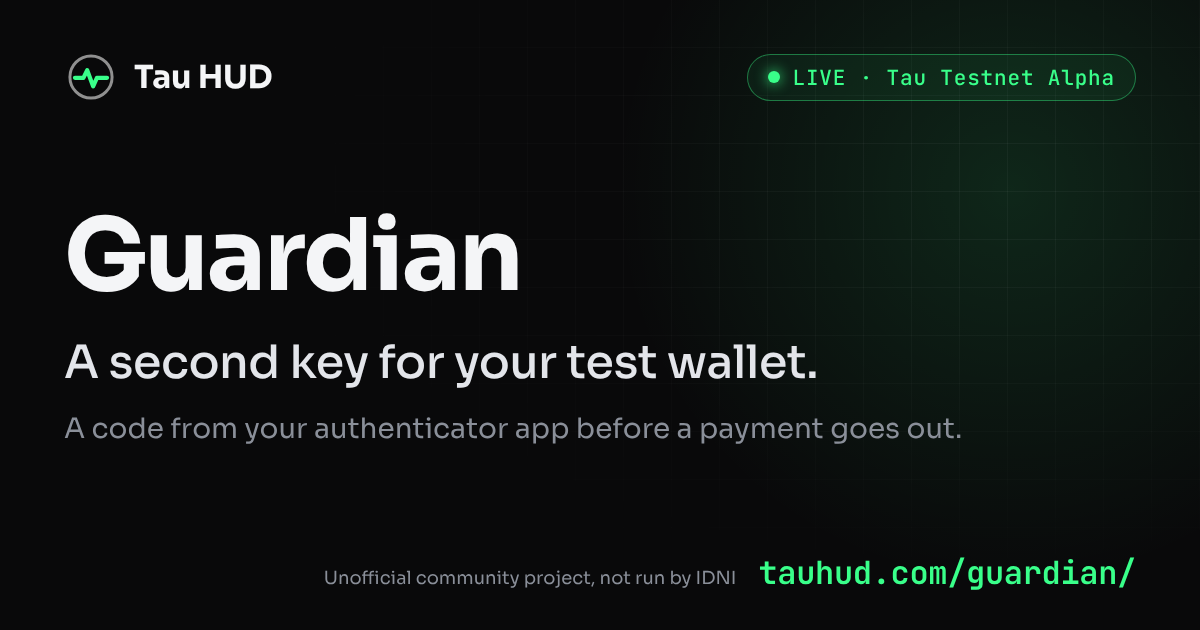 Tau HUD
LIVE · Tau Testnet Alpha
Guardian
A second key for your test wallet.
A code from your authenticator app before a payment goes out.
Unofficial community project, not run by IDNI
tauhud.com/guardian/